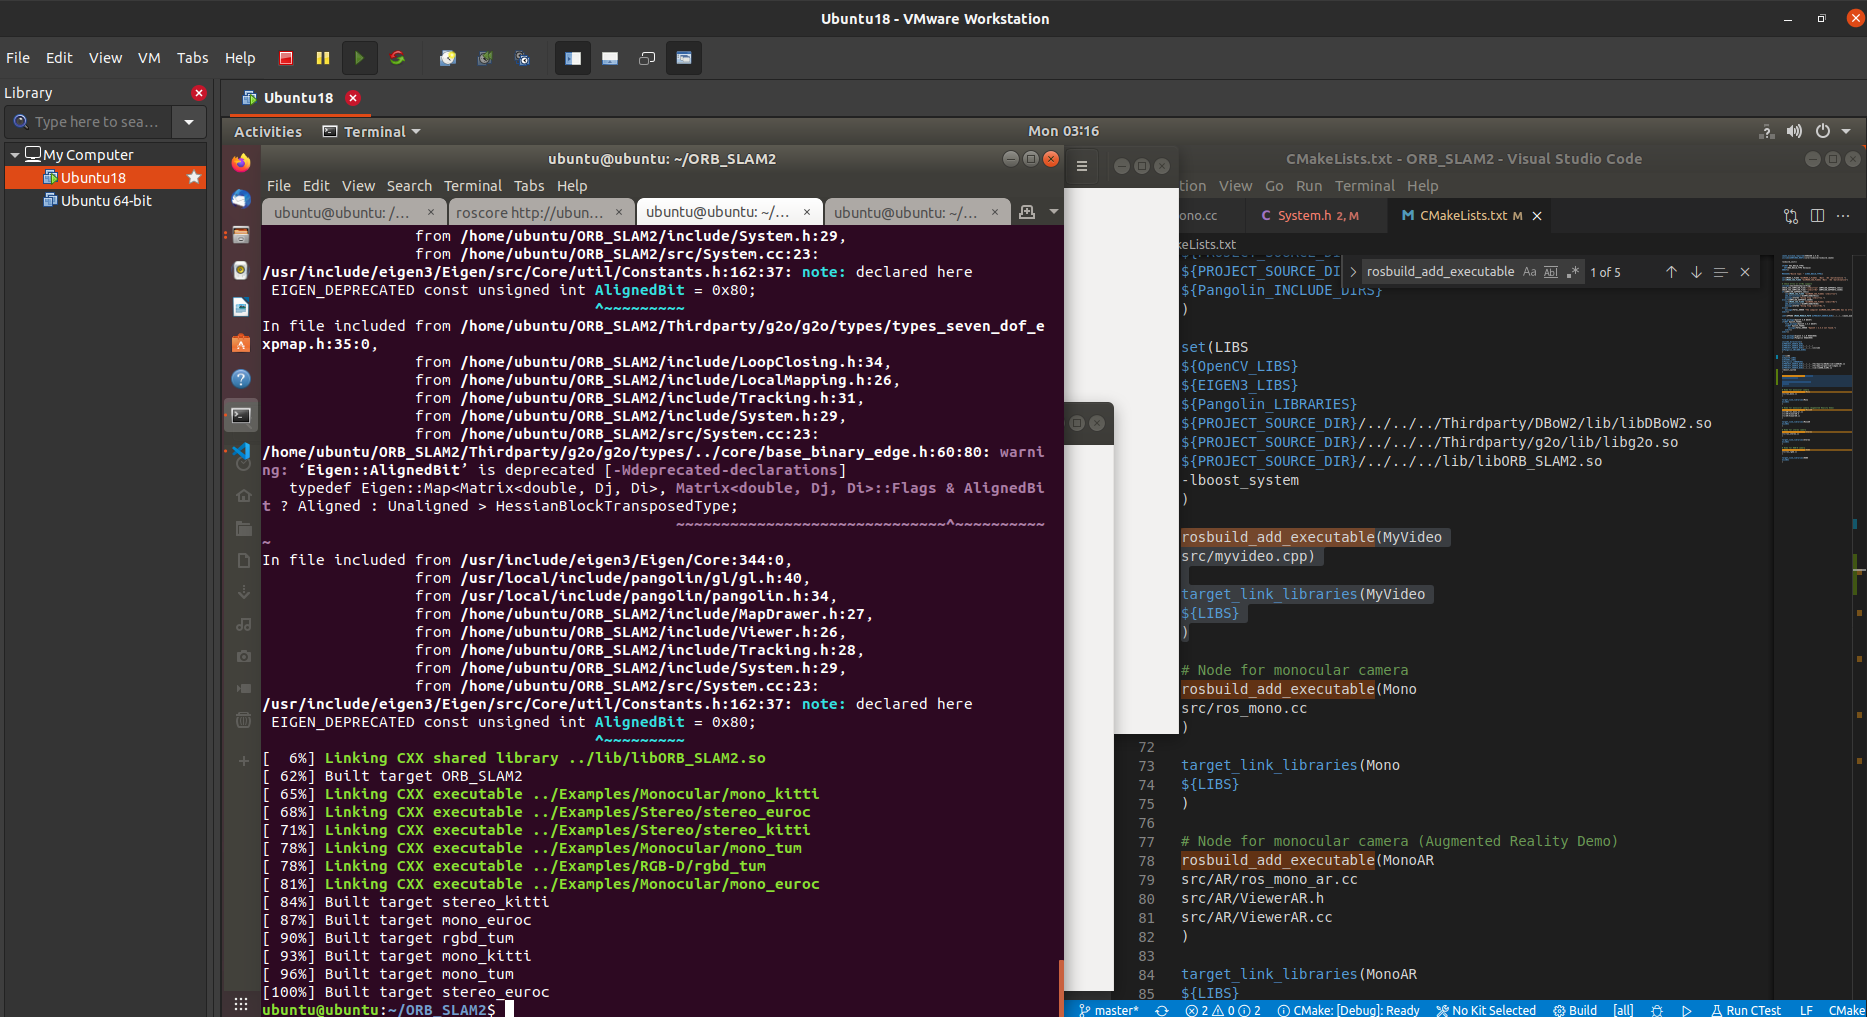 Ubuntu18 - VMware Workstation
File Edit View VM Tabs Help
Library
Type here to sea...
My Computer
Ubuntu18
Ubuntu 64-bit
Ubuntu18
Activities Terminal Mon 03:16
ubuntu@ubuntu: ~/ORB_SLAM2
File Edit View Search Terminal Tabs Help
ubuntu@ubuntu: /... roscore http://ubun... ubuntu@ubuntu: ~/... ubuntu@ubuntu: ~/...
from /home/ubuntu/ORB_SLAM2/include/System.h:29,
from /home/ubuntu/ORB_SLAM2/src/System.cc:23:
/usr/include/eigen3/Eigen/src/Core/util/Constants.h:162:37: note: declared here
EIGEN_DEPRECATED const unsigned int AlignedBit = 0x80;
^~~~~~~~~~
In file included from /home/ubuntu/ORB_SLAM2/Thirdparty/g2o/g2o/types/types_seven_dof_e
xpmap.h:35:0,
from /home/ubuntu/ORB_SLAM2/include/LoopClosing.h:34,
from /home/ubuntu/ORB_SLAM2/include/LocalMapping.h:26,
from /home/ubuntu/ORB_SLAM2/include/Tracking.h:31,
from /home/ubuntu/ORB_SLAM2/include/System.h:29,
from /home/ubuntu/ORB_SLAM2/src/System.cc:23:
/home/ubuntu/ORB_SLAM2/Thirdparty/g2o/g2o/types/../core/base_binary_edge.h:60:80: warni
ng: ‘Eigen::AlignedBit’ is deprecated [-Wdeprecated-declarations]
typedef Eigen::Map<Matrix<double, Dj, Di>, Matrix<double, Dj, Di>::Flags & AlignedBi
t ? Aligned : Unaligned > HessianBlockTransposedType;
~~~~~~~~~~~~~~~~~~~~~~~~~~~~~~^~~~~~~~~~~
~
In file included from /usr/include/eigen3/Eigen/Core:344:0,
from /usr/local/include/pangolin/gl/gl.h:40,
from /usr/local/include/pangolin/pangolin.h:34,
from /home/ubuntu/ORB_SLAM2/include/MapDrawer.h:27,
from /home/ubuntu/ORB_SLAM2/include/Viewer.h:26,
from /home/ubuntu/ORB_SLAM2/include/Tracking.h:28,
from /home/ubuntu/ORB_SLAM2/include/System.h:29,
from /home/ubuntu/ORB_SLAM2/src/System.cc:23:
/usr/include/eigen3/Eigen/src/Core/util/Constants.h:162:37: note: declared here
EIGEN_DEPRECATED const unsigned int AlignedBit = 0x80;
^~~~~~~~~~
[  6%] Linking CXX shared library ../lib/libORB_SLAM2.so
[ 62%] Built target ORB_SLAM2
[ 65%] Linking CXX executable ../Examples/Monocular/mono_kitti
[ 68%] Linking CXX executable ../Examples/Stereo/stereo_euroc
[ 71%] Linking CXX executable ../Examples/Stereo/stereo_kitti
[ 78%] Linking CXX executable ../Examples/Monocular/mono_tum
[ 78%] Linking CXX executable ../Examples/RGB-D/rgbd_tum
[ 81%] Linking CXX executable ../Examples/Monocular/mono_euroc
[ 84%] Built target stereo_kitti
[ 87%] Built target mono_euroc
[ 90%] Built target rgbd_tum
[ 93%] Built target mono_kitti
[ 96%] Built target mono_tum
[100%] Built target stereo_euroc
ubuntu@ubuntu:~/ORB_SLAM2$
CMakeLists.txt - ORB_SLAM2 - Visual Studio Code
tion View Go Run Terminal Help
ono.cc C System.h 2, M M CMakeLists.txt M
keLists.txt
rosbuild_add_executable Aa Abl .* 1 of 5
${PROJECT_SOURCE_DI
${Pangolin_INCLUDE_DIRS}
)
set(LIBS
${OpenCV_LIBS}
${EIGEN3_LIBS}
${Pangolin_LIBRARIES}
${PROJECT_SOURCE_DIR}/../../../Thirdparty/DBoW2/lib/libDBoW2.so
${PROJECT_SOURCE_DIR}/../../../Thirdparty/g2o/lib/libg2o.so
${PROJECT_SOURCE_DIR}/../../../lib/libORB_SLAM2.so
-lboost_system
)
rosbuild_add_executable(MyVideo
src/myvideo.cpp)
target_link_libraries(MyVideo
${LIBS}
)
# Node for monocular camera
rosbuild_add_executable(Mono
src/ros_mono.cc
)
72
73 target_link_libraries(Mono
74 ${LIBS}
75 )
76
77 # Node for monocular camera (Augmented Reality Demo)
78 rosbuild_add_executable(MonoAR
79 src/AR/ros_mono_ar.cc
80 src/AR/ViewerAR.h
81 src/AR/ViewerAR.cc
82 )
83
84 target_link_libraries(MonoAR
85 ${LIBS}
master* 2 0 2 CMake: [Debug]: Ready No Kit Selected Build [all] Run CTest LF CMake